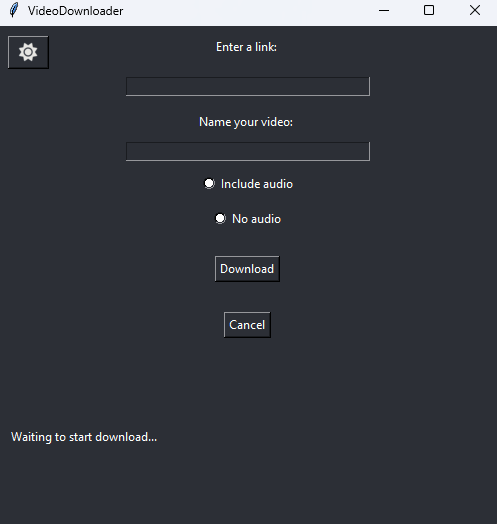 VideoDownloader
Enter a link:
Name your video:
Include audio
No audio
Download
Cancel
Waiting to start download...